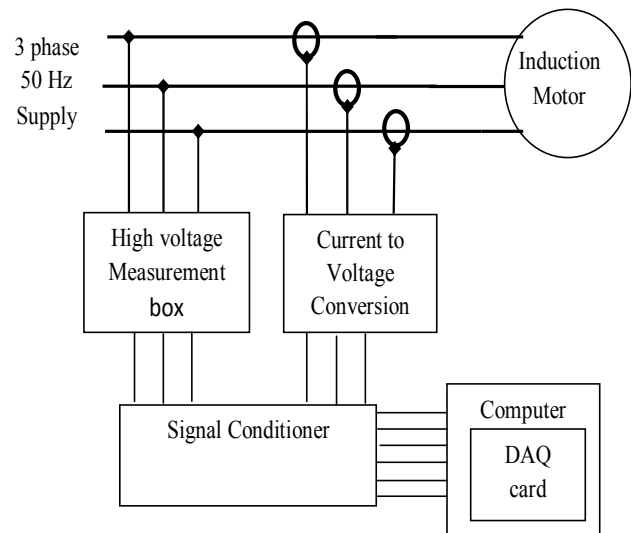 3 phase
50 Hz
Supply
Induction
Motor
High voltage
Measurement
box
Current to
Voltage
Conversion
Signal Conditioner
Computer
DAQ
card